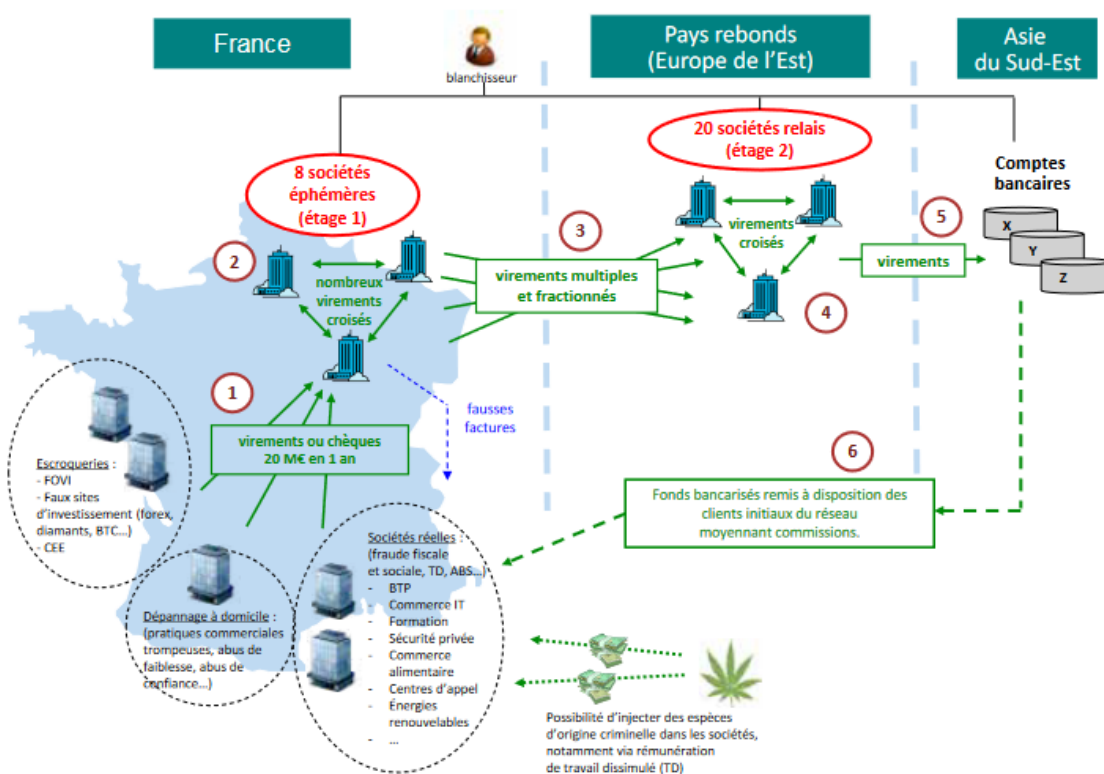 France
blanchisseur
Pays rebonds
(Europe de l'Est)
Asie
du Sud-Est
8 sociétés
éphémères
(étage 1)
20 sociétés relais
(étage 2)
Comptes
bancaires
X
Y
Z
2
nombreux
virements
croisés
3
virements multiples
et fractionnés
virements
croisés
4
5
virements
1
virements ou chèques
20 M€ en 1 an
fausses
factures
6
Fonds bancarisés remis à disposition des
clients initiaux du réseau
moyennant commissions.
Escroqueries :
- FOVI
- Faux sites
d'investissement (forex,
diamants, BTC...)
- CEE
Dépannage à domicile :
(pratiques commerciales
trompeuses, abus de
faiblesse, abus de
confiance...)
Sociétés réelles :
(fraude fiscale
et sociale, TD, ABS...)
- BTP
- Commerce IT
- Formation
- Sécurité privée
- Commerce
alimentaire
- Centres d'appel
- Énergies
renouvelables
- ...
Possibilité d'injecter des espèces
d'origine criminelle dans les sociétés,
notamment via rémunération
de travail dissimulé (TD)